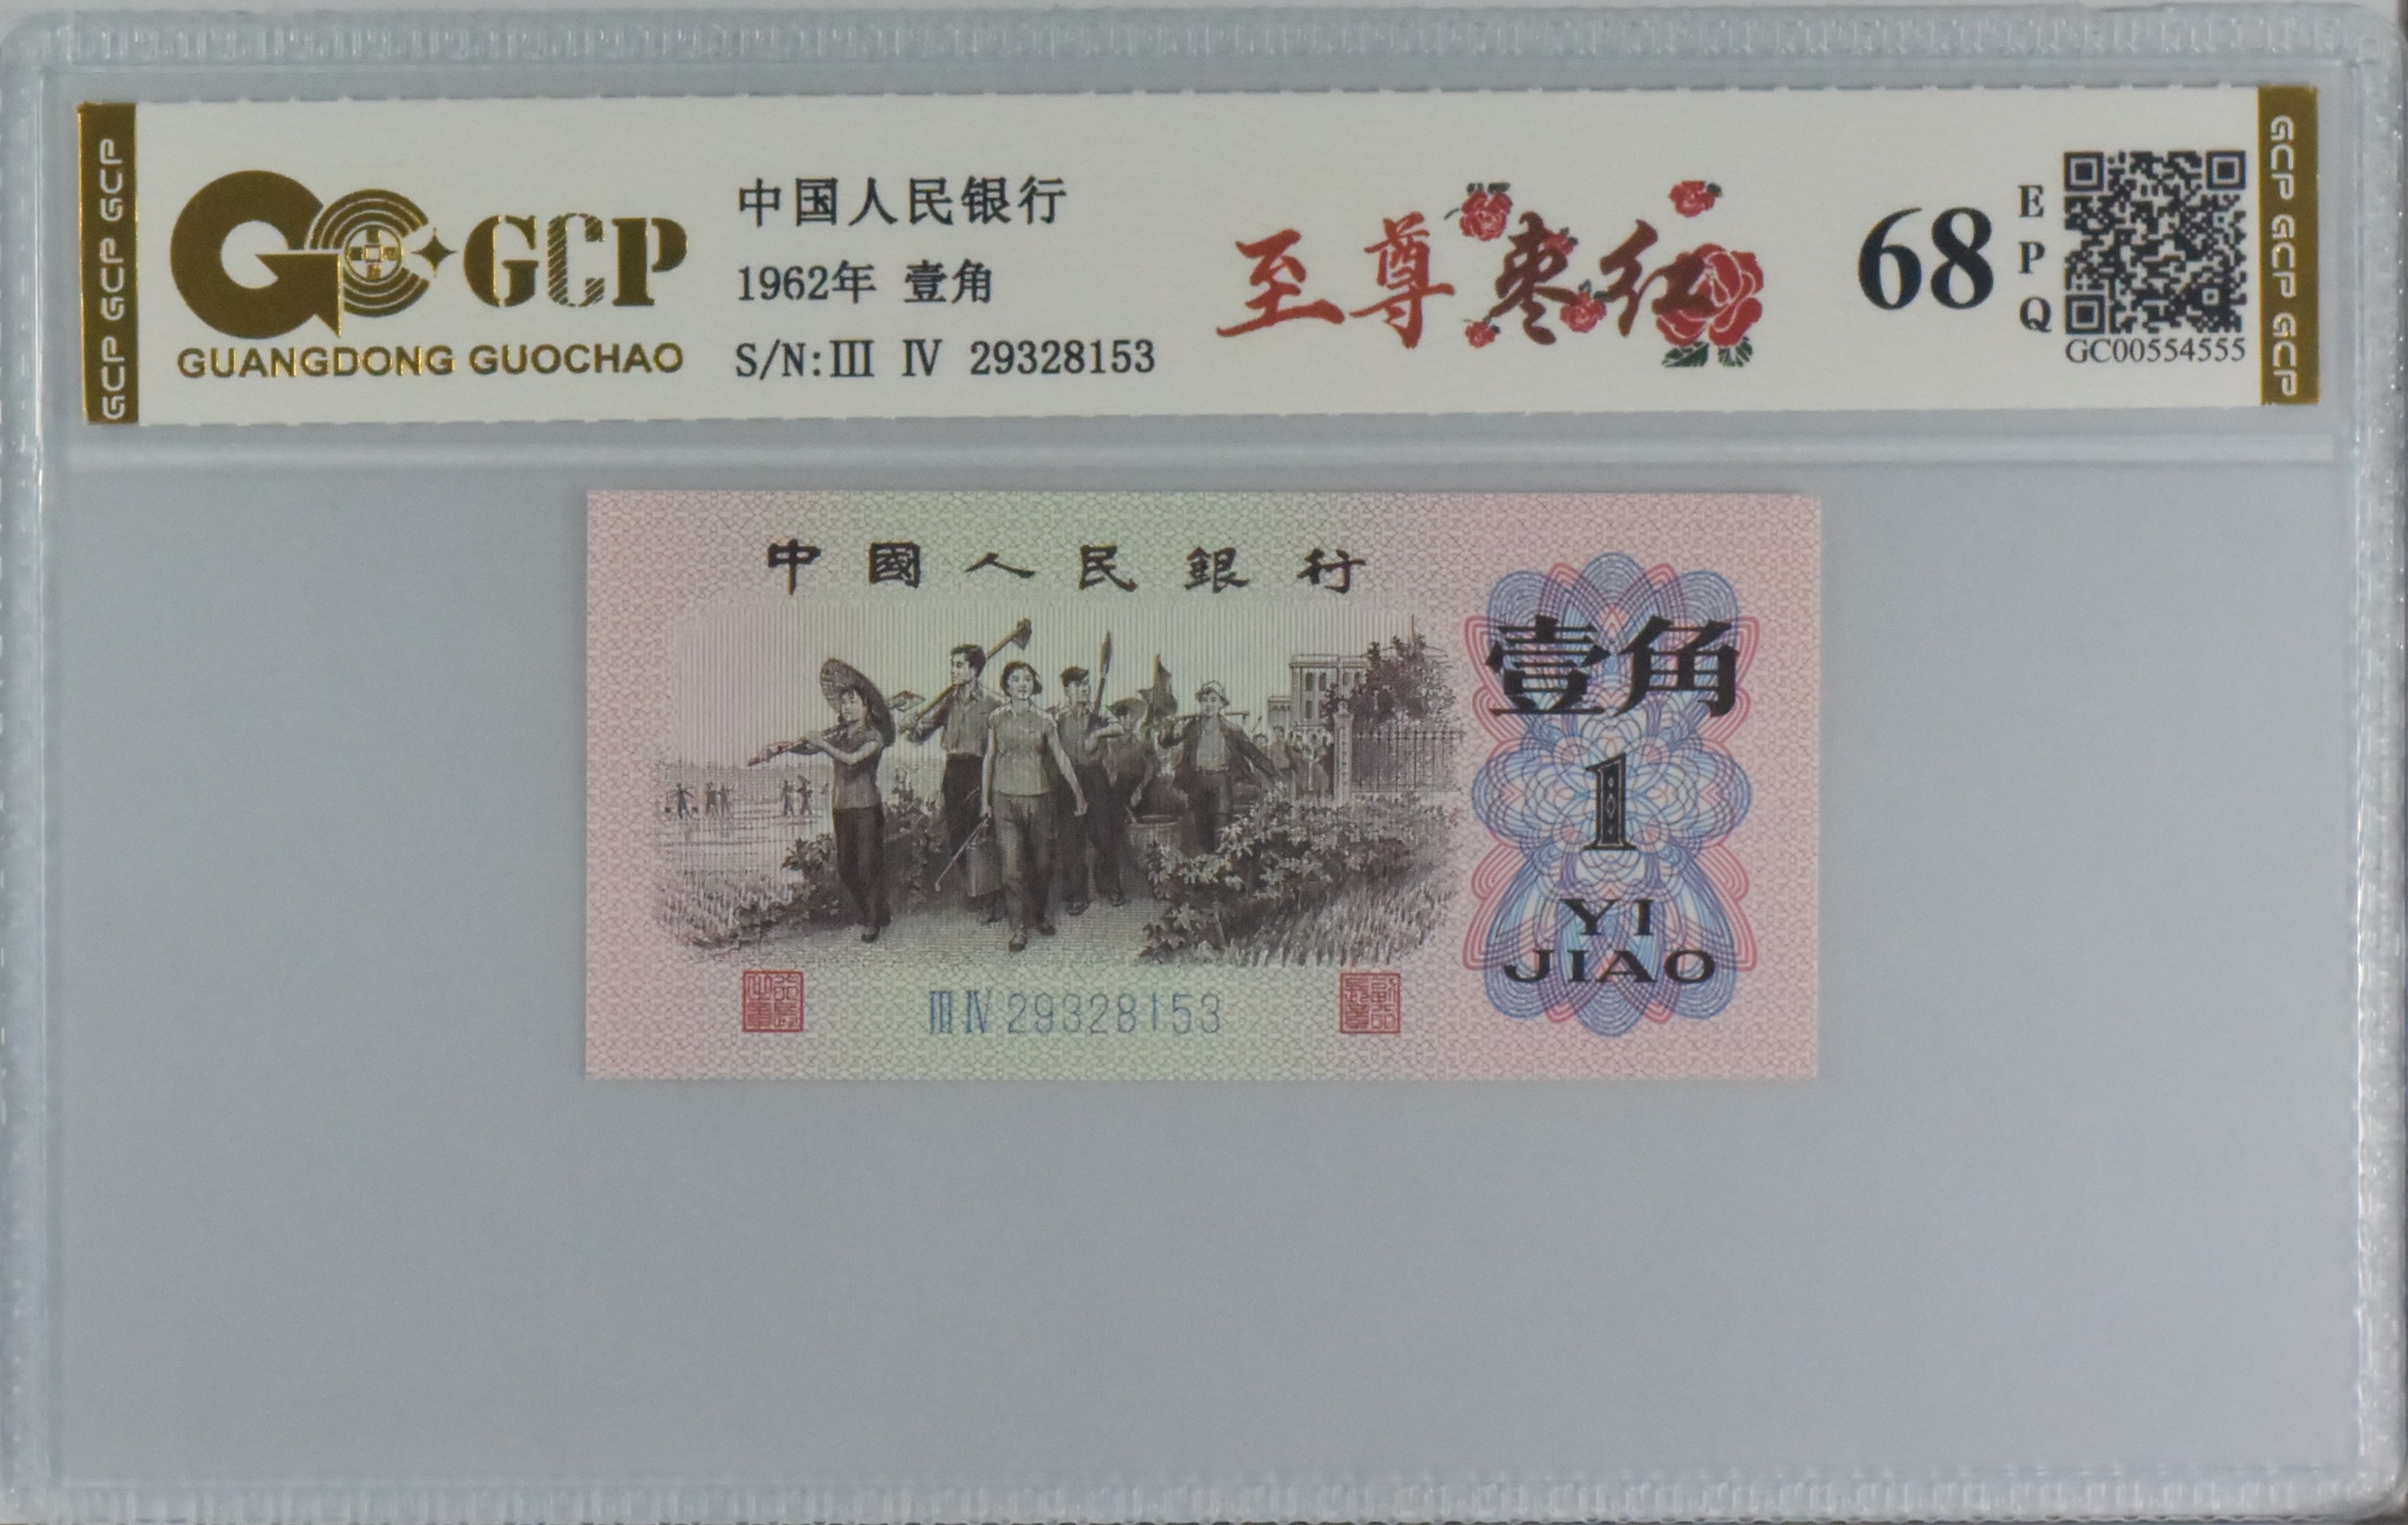 GCP GCP GCP
GCP
GUANGDONG GUOCHAO
中国人民银行
1962年 壹角
S/N:Ⅲ Ⅳ 29328153
至尊枣红
68
EPQ
GC00554555
GCP GCP GCP
中國人民銀行
壹角
1
YI
JIAO
Ⅲ Ⅳ 29328153